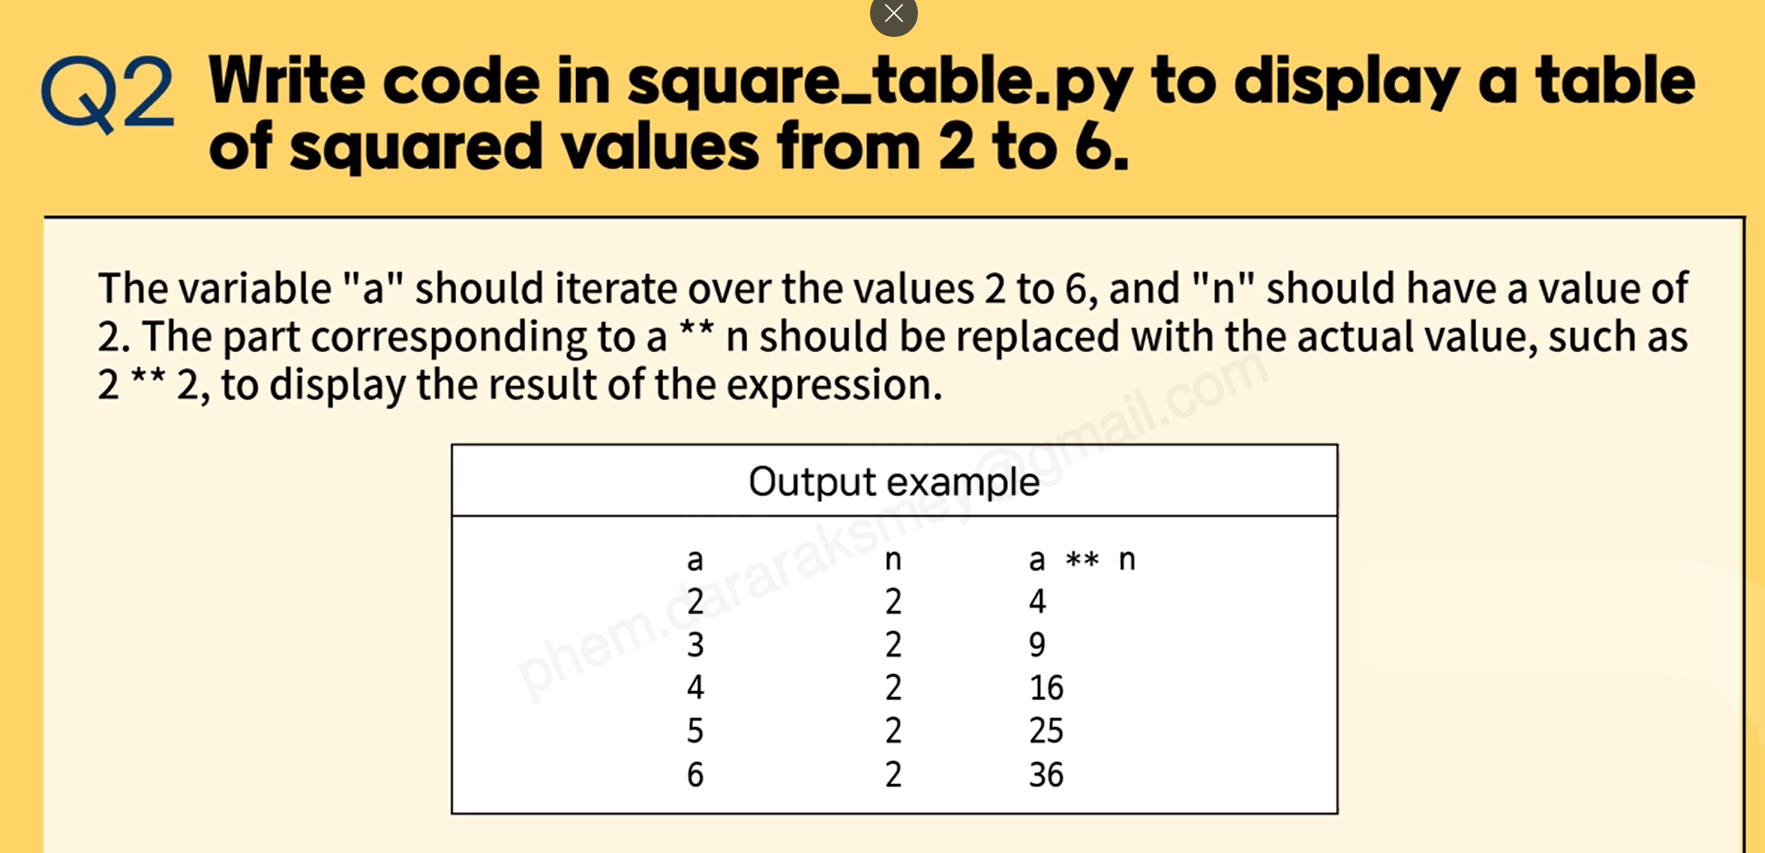 Q2 Write code in square_table.py to display a table
of squared values from 2 to 6.
The variable "a" should iterate over the values 2 to 6, and "n" should have a value of
2. The part corresponding to a ** n should be replaced with the actual value, such as
2 ** 2, to display the result of the expression.
Output example
a n a ** n
2 2 4
3 2 9
4 2 16
5 2 25
6 2 36
phem.dararaksmey@gmail.com